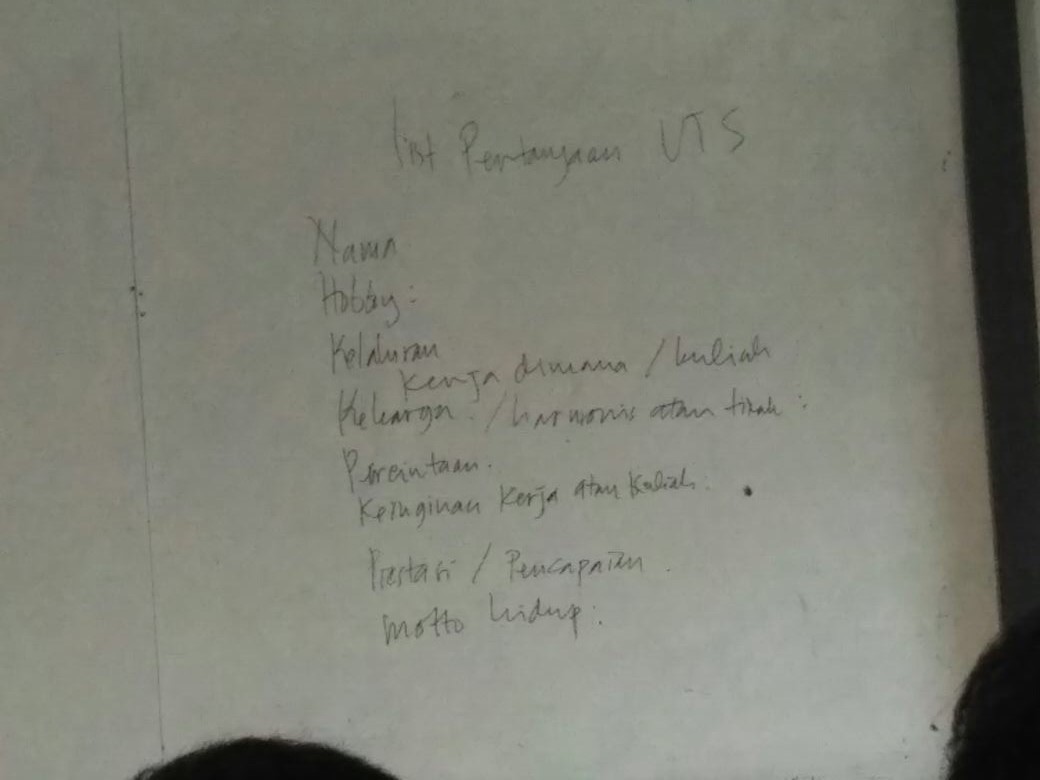 list Pertanyaan UTS
Nama
Hobby:
Kelahiran
Kerja dimana / kuliah
Keluarga : / harmonis atau tidak :
Percintaan.
Keinginan Kerja atau Kuliah.
Prestasi / Pencapaian.
Motto hidup: